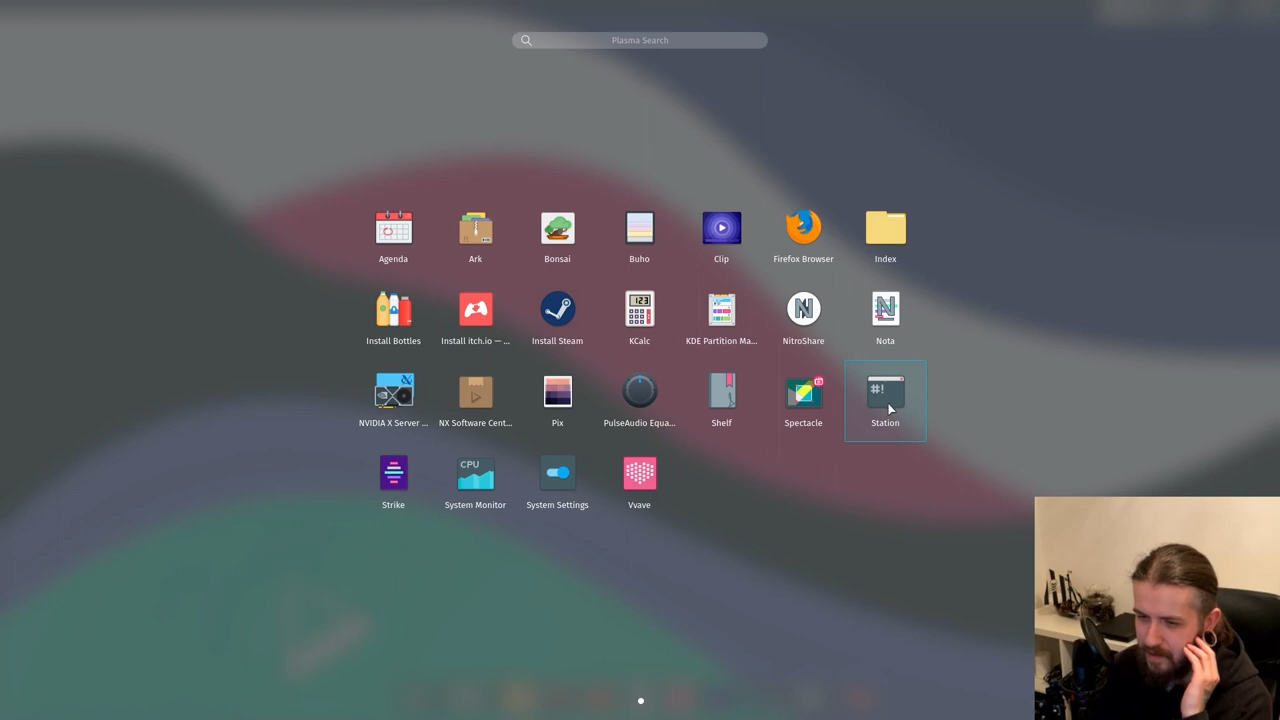 Plasma Search
Agenda
Ark
Bonsai
Buho
Clip
Firefox Browser
Index
Install Bottles
Install itch.io — ...
Install Steam
123
KCalc
KDE Partition Ma...
N
NitroShare
N
Nota
NVIDIA X Server ...
NX Software Cent...
Pix
PulseAudio Equa...
Shelf
Spectacle
#!
Station
Strike
CPU
System Monitor
System Settings
Vvave